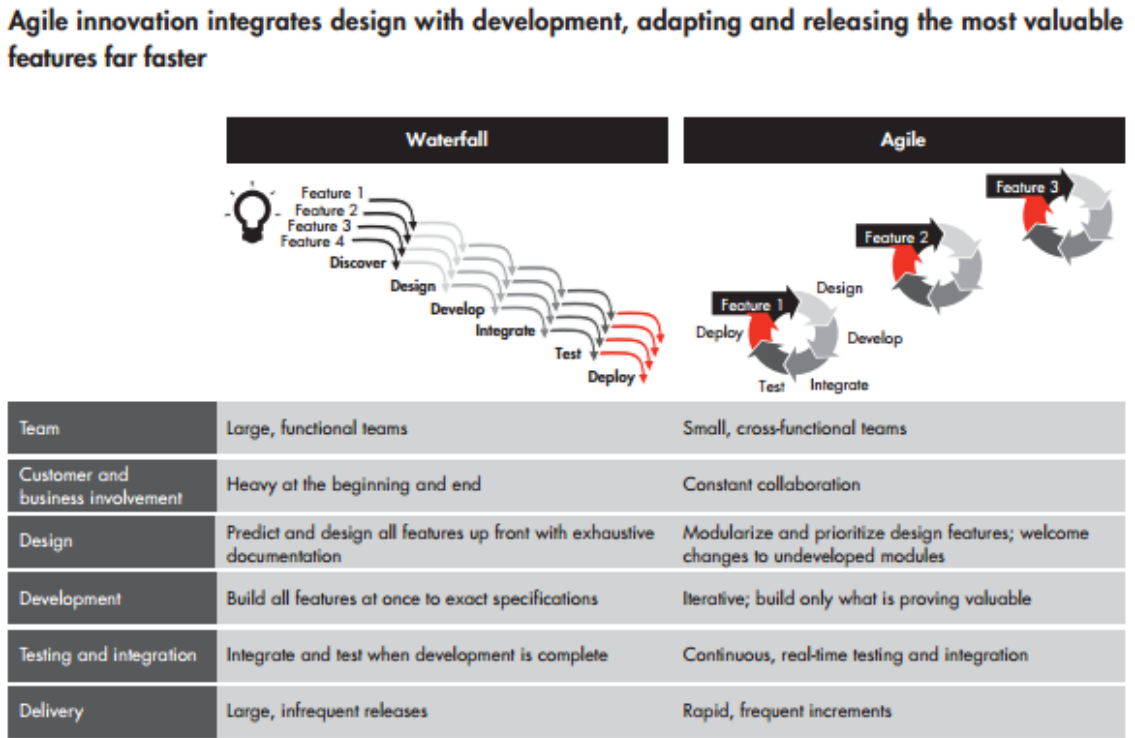 Agile innovation integrates design with development, adapting and releasing the most valuable
features far faster
Waterfall
Feature 1
Feature 2
Feature 3
Feature 4
Discover
Design
Develop
Integrate
Test
Deploy
Agile
Feature 1
Design
Develop
Integrate
Test
Deploy
Feature 2
Feature 3
Team
Large, functional teams
Small, cross-functional teams
Customer and
business involvement
Heavy at the beginning and end
Constant collaboration
Design
Predict and design all features up front with exhaustive
documentation
Modularize and prioritize design features; welcome
changes to undeveloped modules
Development
Build all features at once to exact specifications
Iterative; build only what is proving valuable
Testing and integration
Integrate and test when development is complete
Continuous, real-time testing and integration
Delivery
Large, infrequent releases
Rapid, frequent increments